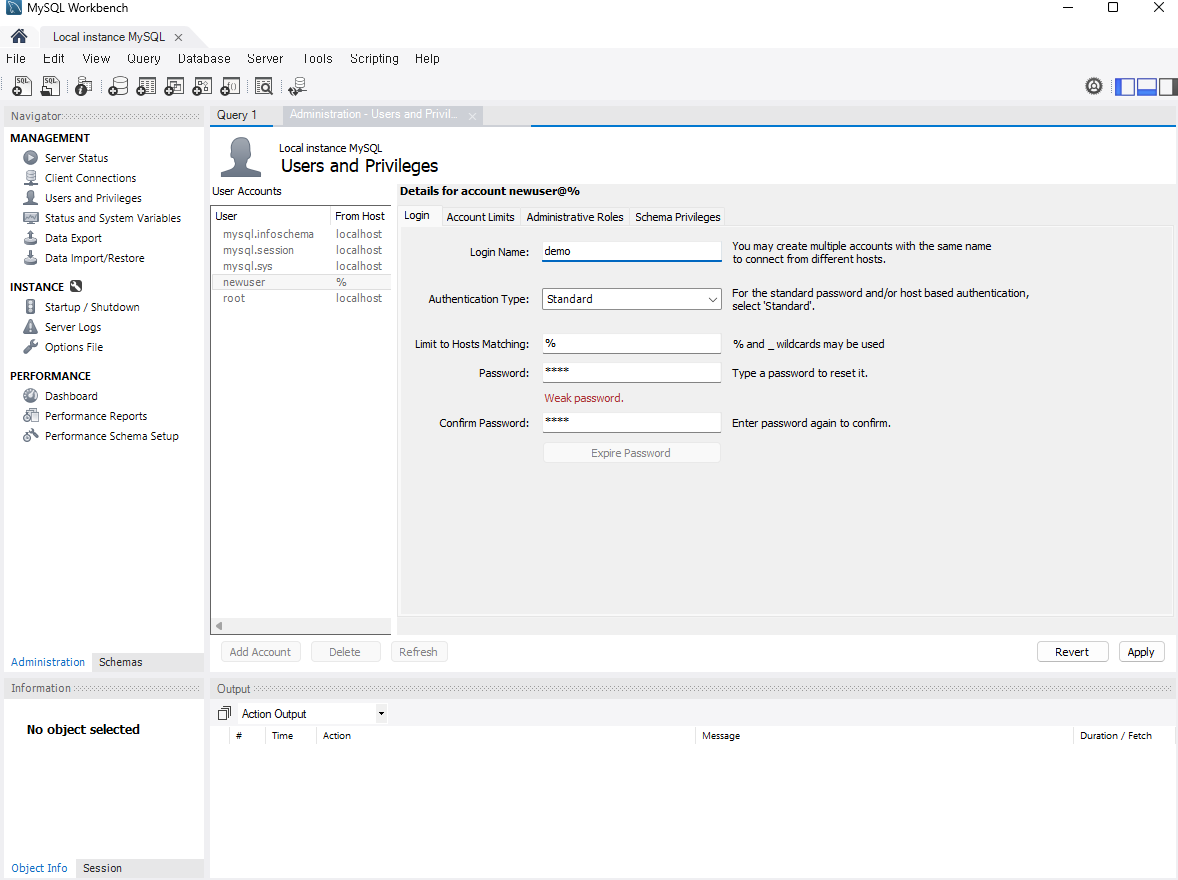 MySQL Workbench
Local instance MySQL
File Edit View Query Database Server Tools Scripting Help
SQL SQL
Navigator
MANAGEMENT
Server Status
Client Connections
Users and Privileges
Status and System Variables
Data Export
Data Import/Restore
INSTANCE
Startup / Shutdown
Server Logs
Options File
PERFORMANCE
Dashboard
Performance Reports
Performance Schema Setup
Administration Schemas
Information
No object selected
Object Info Session
Query 1 Administration - Users and Privil...
Local instance MySQL
Users and Privileges
User Accounts
User From Host
mysql.infoschema localhost
mysql.session localhost
mysql.sys localhost
newuser %
root localhost
Details for account newuser@%
Login Account Limits Administrative Roles Schema Privileges
Login Name: demo You may create multiple accounts with the same name
to connect from different hosts.
Authentication Type: Standard For the standard password and/or host based authentication,
select 'Standard'.
Limit to Hosts Matching: % % and _ wildcards may be used
Password: **** Type a password to reset it.
Weak password.
Confirm Password: **** Enter password again to confirm.
Expire Password
Add Account Delete Refresh Revert Apply
Output
Action Output
# Time Action Message Duration / Fetch